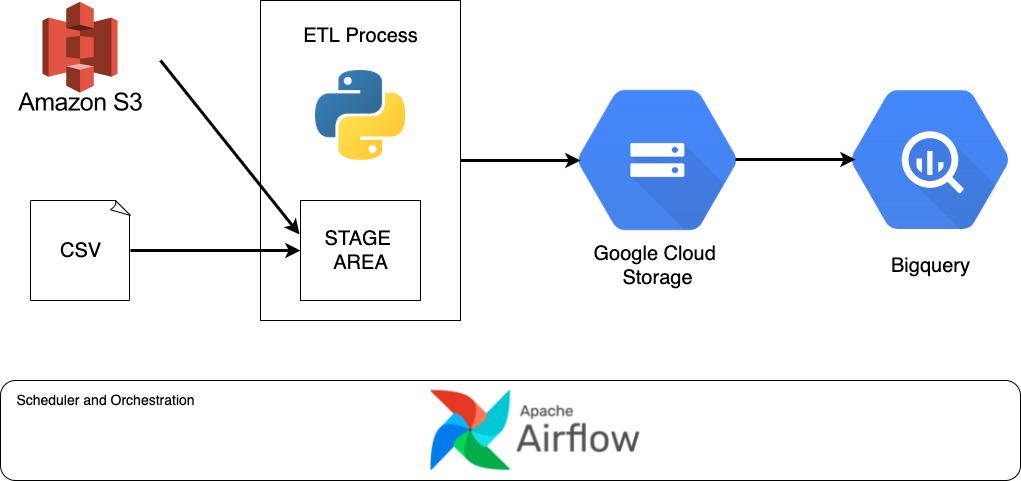 Amazon S3
ETL Process
CSV
STAGE
AREA
Google Cloud
Storage
Bigquery
Scheduler and Orchestration
Apache
Airflow